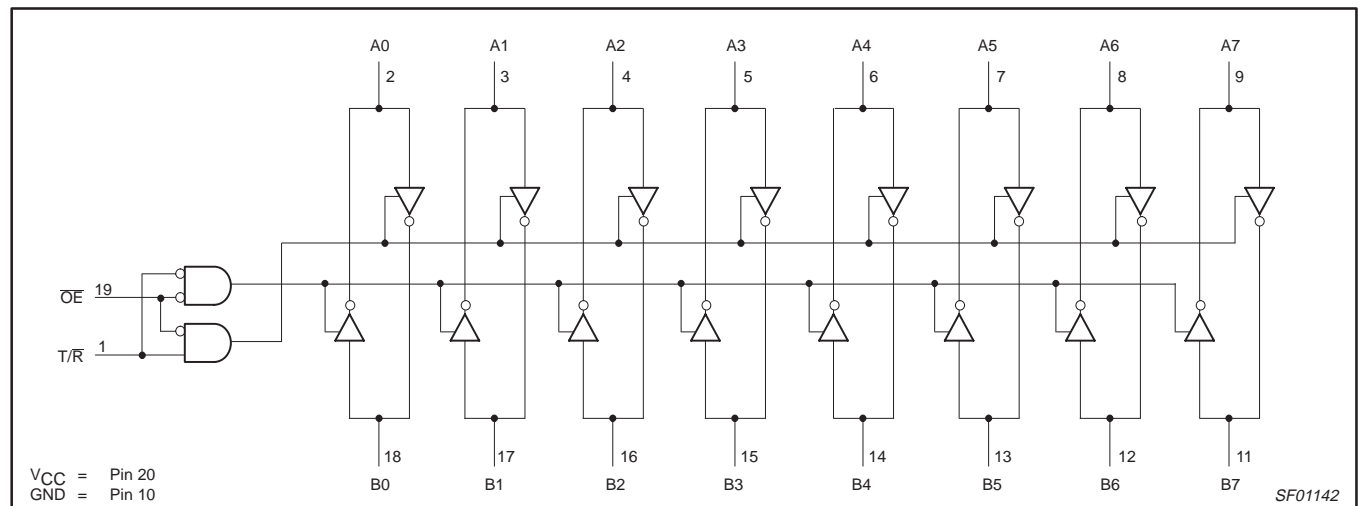 A0 A1 A2 A3 A4 A5 A6 A7
2 3 4 5 6 7 8 9
OE 19
T/R 1
18 17 16 15 14 13 12 11
B0 B1 B2 B3 B4 B5 B6 B7
VCC = Pin 20
GND = Pin 10
SF01142